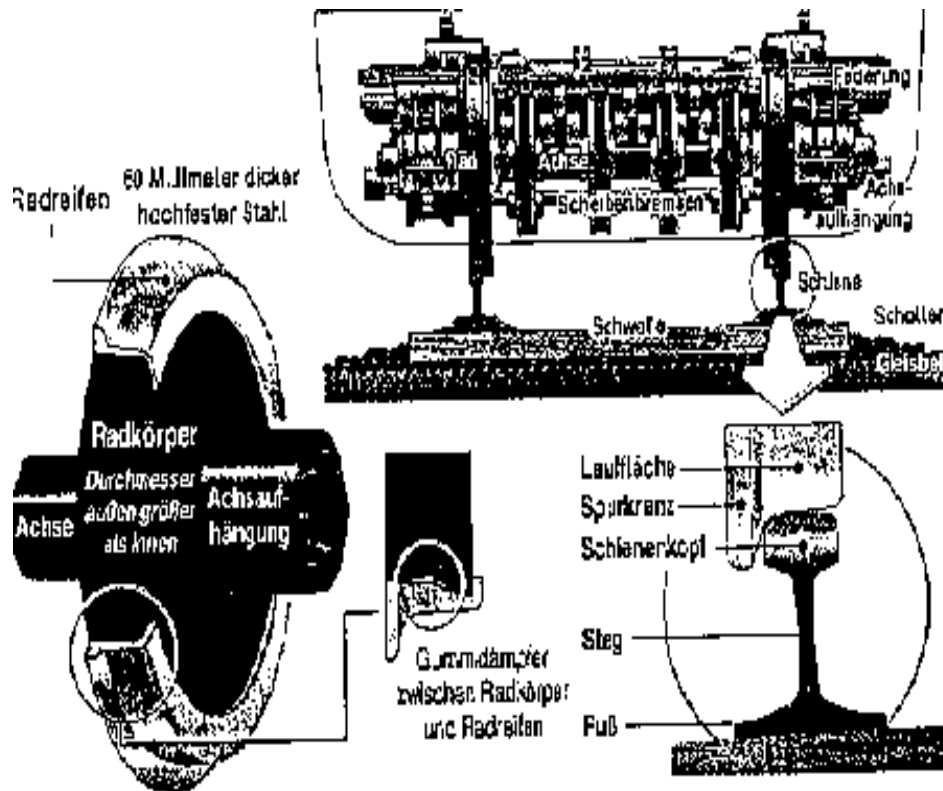 Federung
Rad
Achse
Scheibenbremsen
Achs-
aufhängung
Schiene
Schwelle
Schotter
Gleisbet
Radreifen
60 Millimeter dicker
hochfester Stahl
Radkörper
Durchmesser
außen größer
als innen
Achse
Achsauf-
hängung
Gummidämpfer
zwischen Radkörper
und Radreifen
Lauffläche
Spurkranz
Schienenkopf
Steg
Fuß